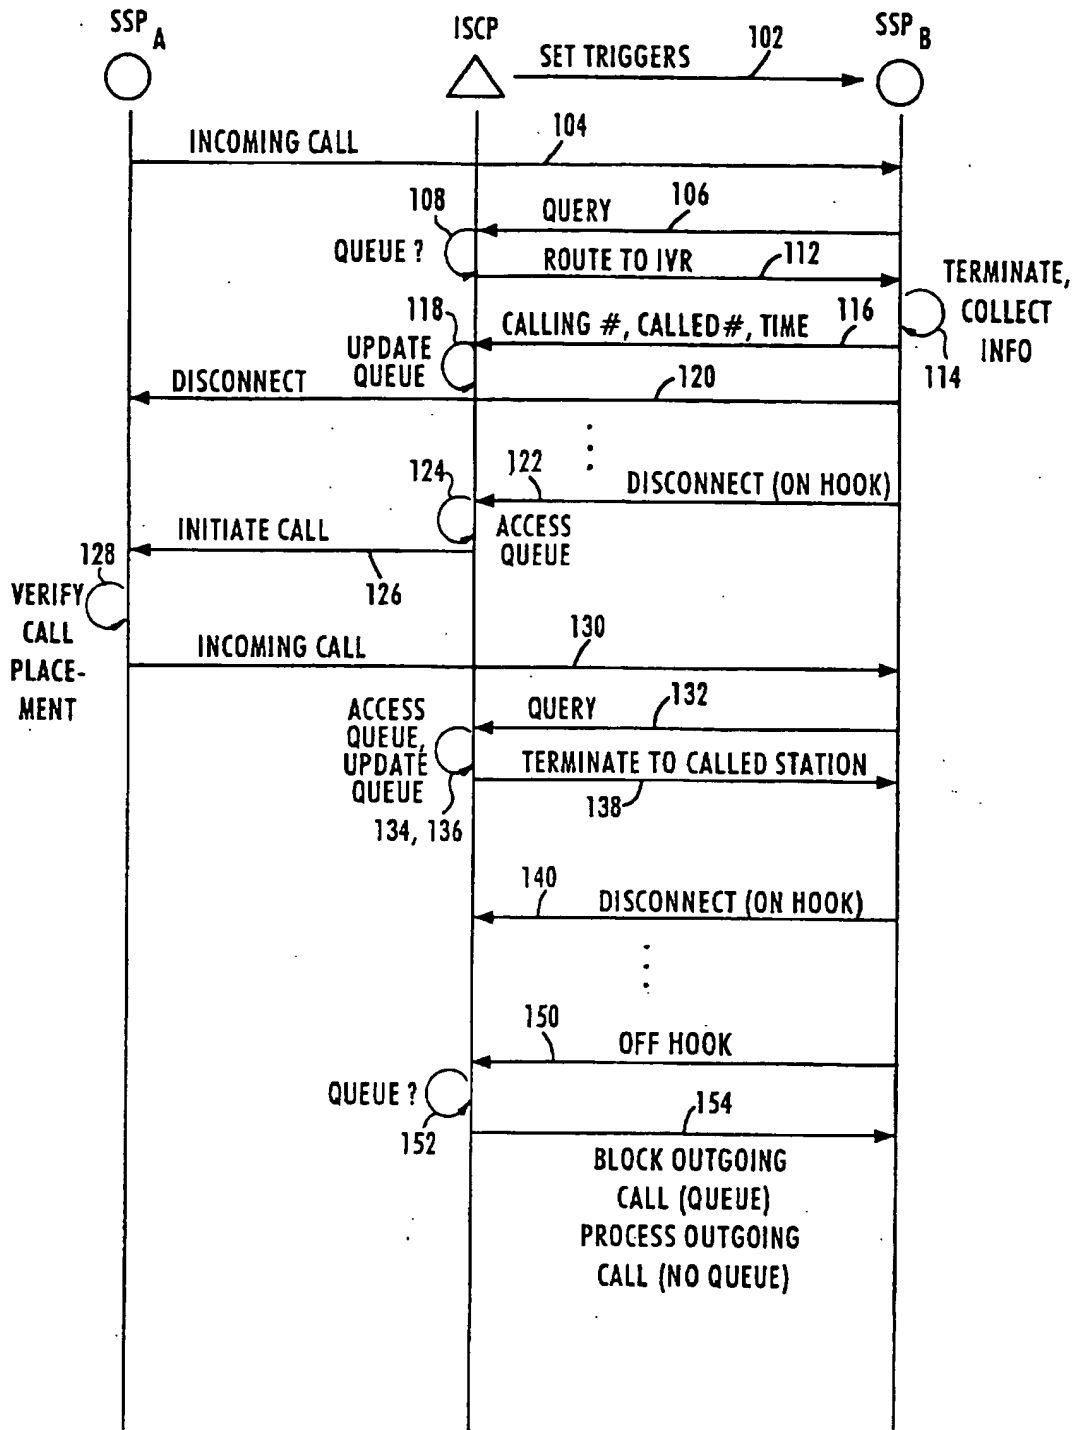 SSP A
ISCP
SSP B
SET TRIGGERS
102
INCOMING CALL
104
108
QUERY
106
QUEUE ?
ROUTE TO IVR
112
TERMINATE,
COLLECT
INFO
114
118
CALLING #, CALLED#, TIME
116
UPDATE
QUEUE
DISCONNECT
120
124
122
DISCONNECT (ON HOOK)
ACCESS
QUEUE
INITIATE CALL
126
128
VERIFY
CALL
PLACE-
MENT
INCOMING CALL
130
QUERY
132
ACCESS
QUEUE,
UPDATE
QUEUE
134, 136
TERMINATE TO CALLED STATION
138
140
DISCONNECT (ON HOOK)
150
OFF HOOK
QUEUE ?
152
154
BLOCK OUTGOING
CALL (QUEUE)
PROCESS OUTGOING
CALL (NO QUEUE)